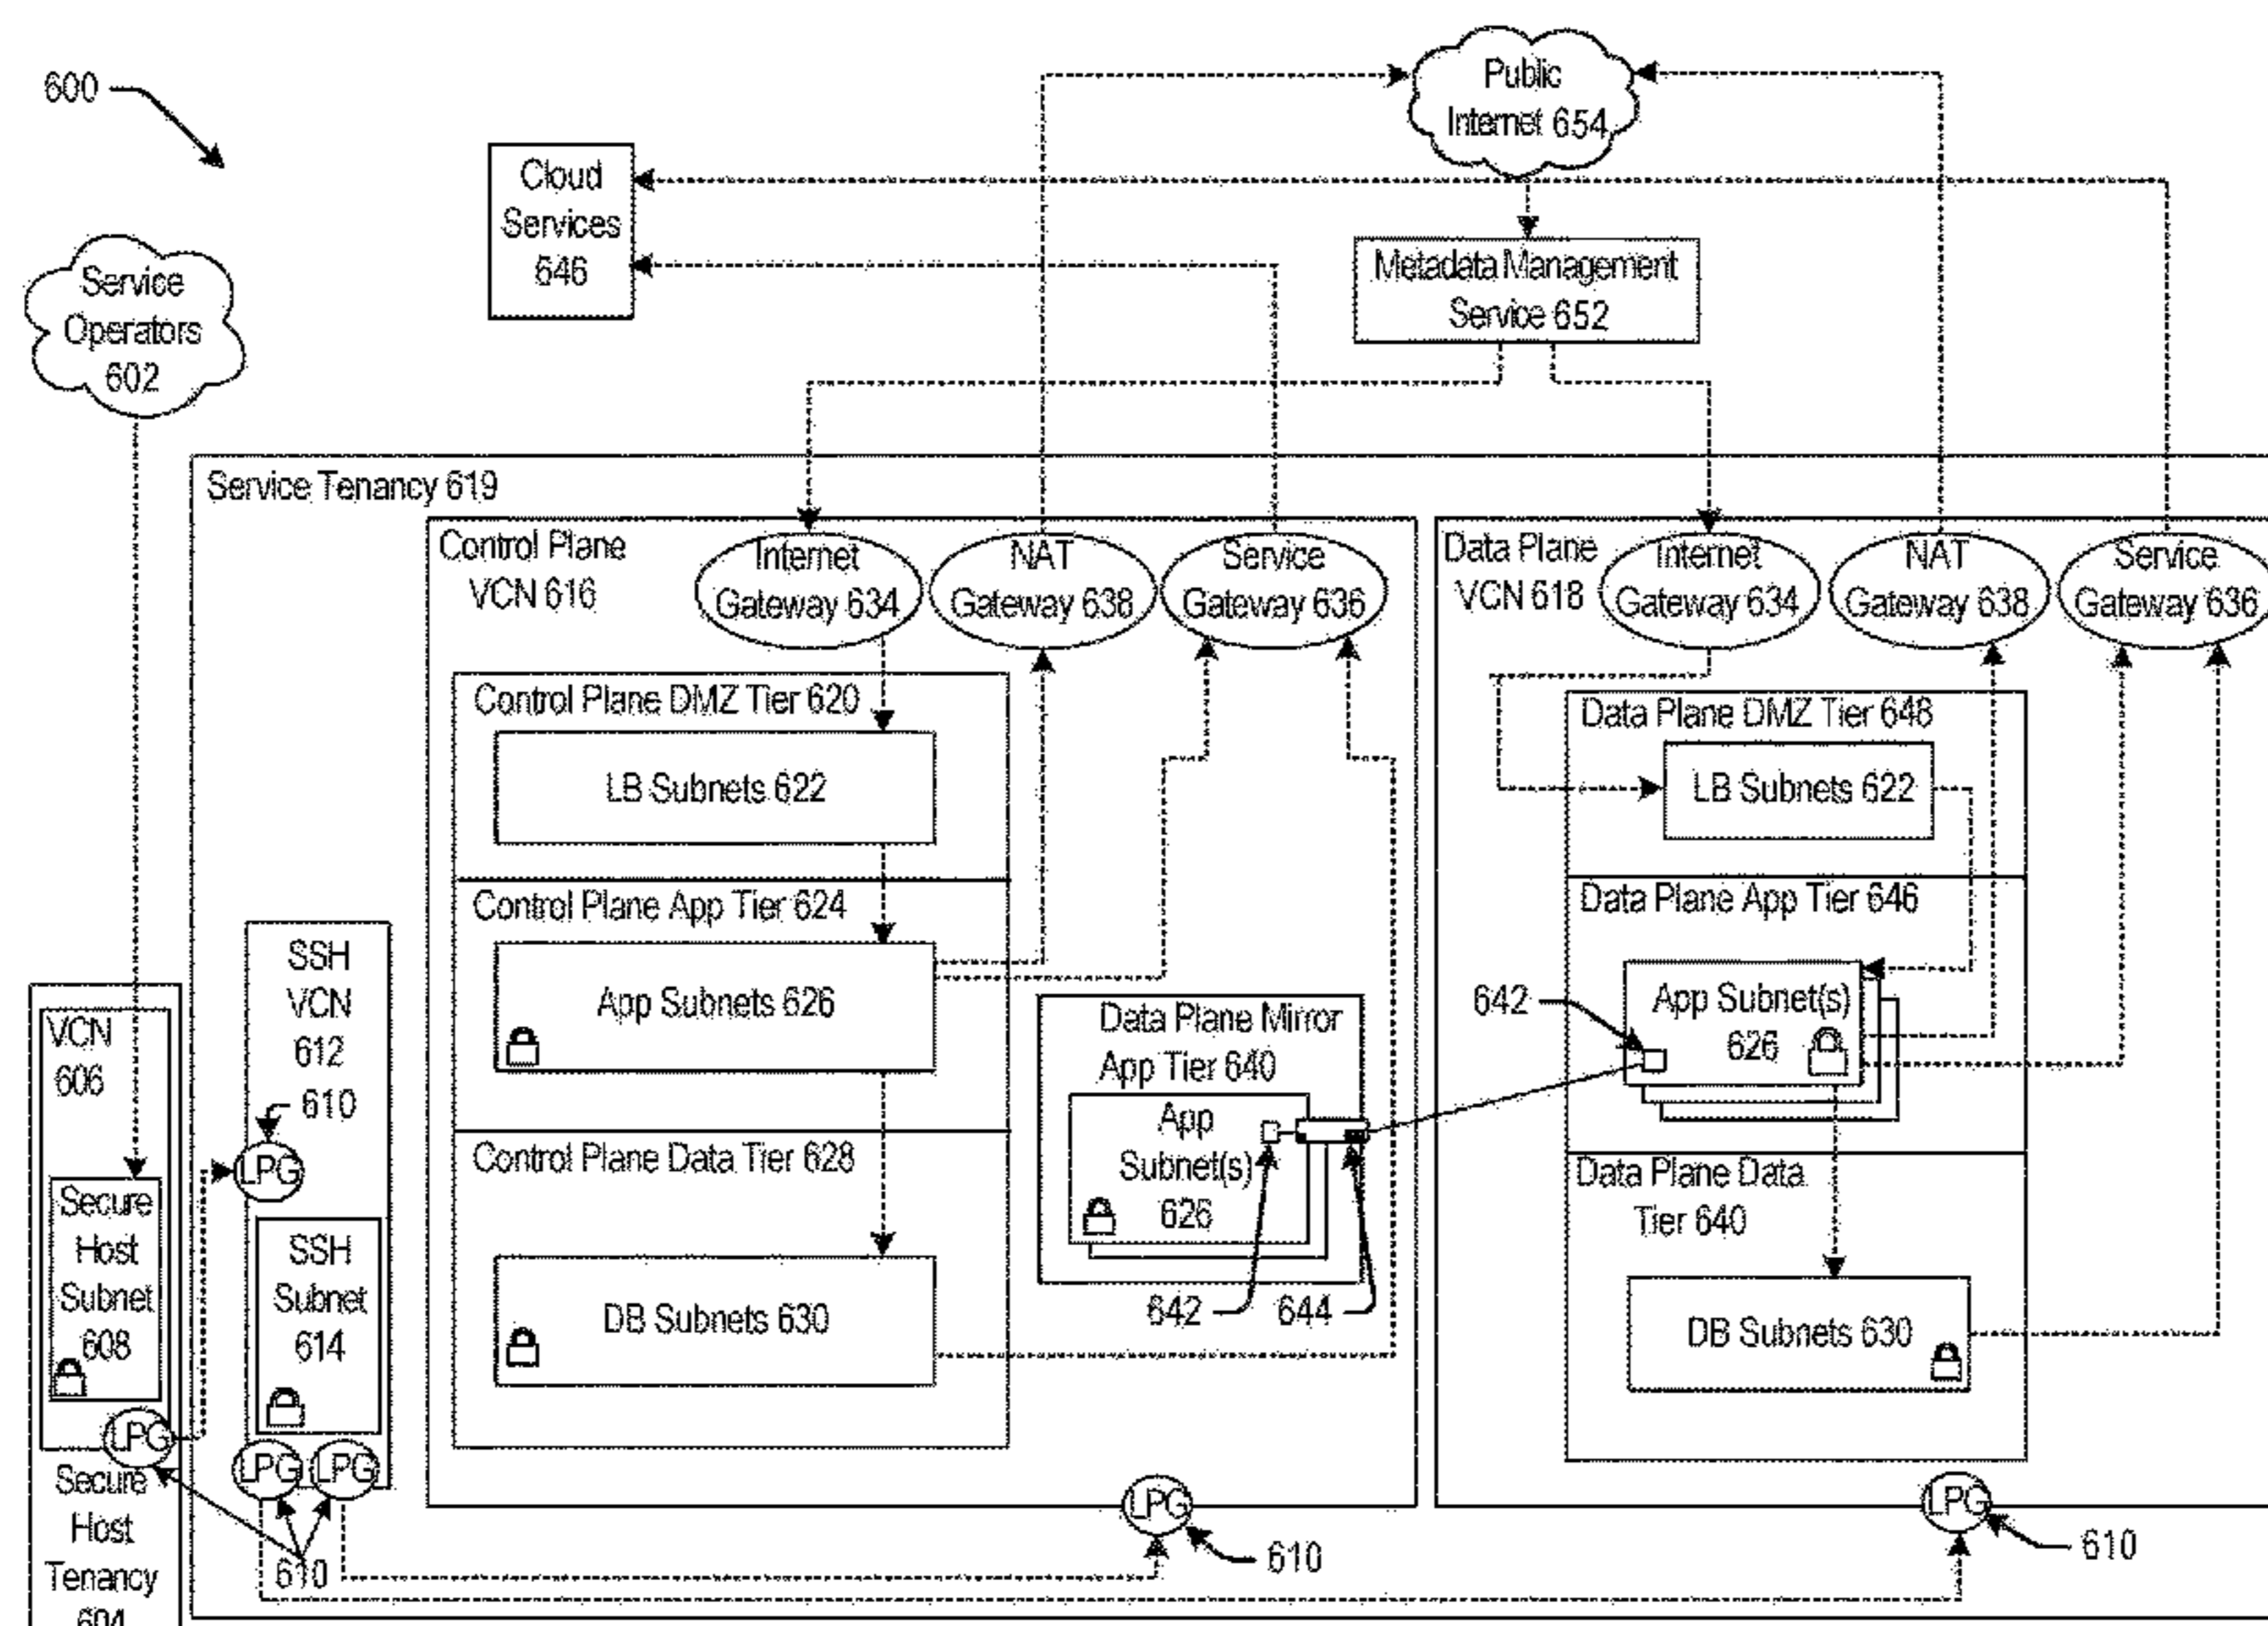 600
Public
Internet 654
Cloud
Services
646
Metadata Management
Service 652
Service
Operators
602
Service Tenancy 619
Control Plane
VCN 616
Internet
Gateway 634
NAT
Gateway 638
Service
Gateway 636
Data Plane
VCN 618
Internet
Gateway 634
NAT
Gateway 638
Service
Gateway 636
Control Plane DMZ Tier 620
LB Subnets 622
Control Plane App Tier 624
App Subnets 626
Control Plane Data Tier 628
DB Subnets 630
Data Plane Mirror
App Tier 640
App
Subnet(s)
626
642
644
Data Plane DMZ Tier 648
LB Subnets 622
Data Plane App Tier 646
642
App Subnet(s)
626
Data Plane Data
Tier 640
DB Subnets 630
SSH
VCN
612
610
LPG
SSH
Subnet
614
LPG
LPG
VCN
606
Secure
Host
Subnet
608
LPG
Secure
Host
Tenancy
604
610
LPG
610
LPG
610